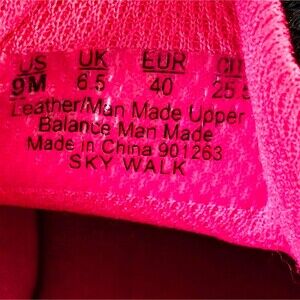 US UK EUR CM
9M 6.5 40 25.5
Leather/Man Made Upper
Balance Man Made
Made in China 901263
SKY WALK